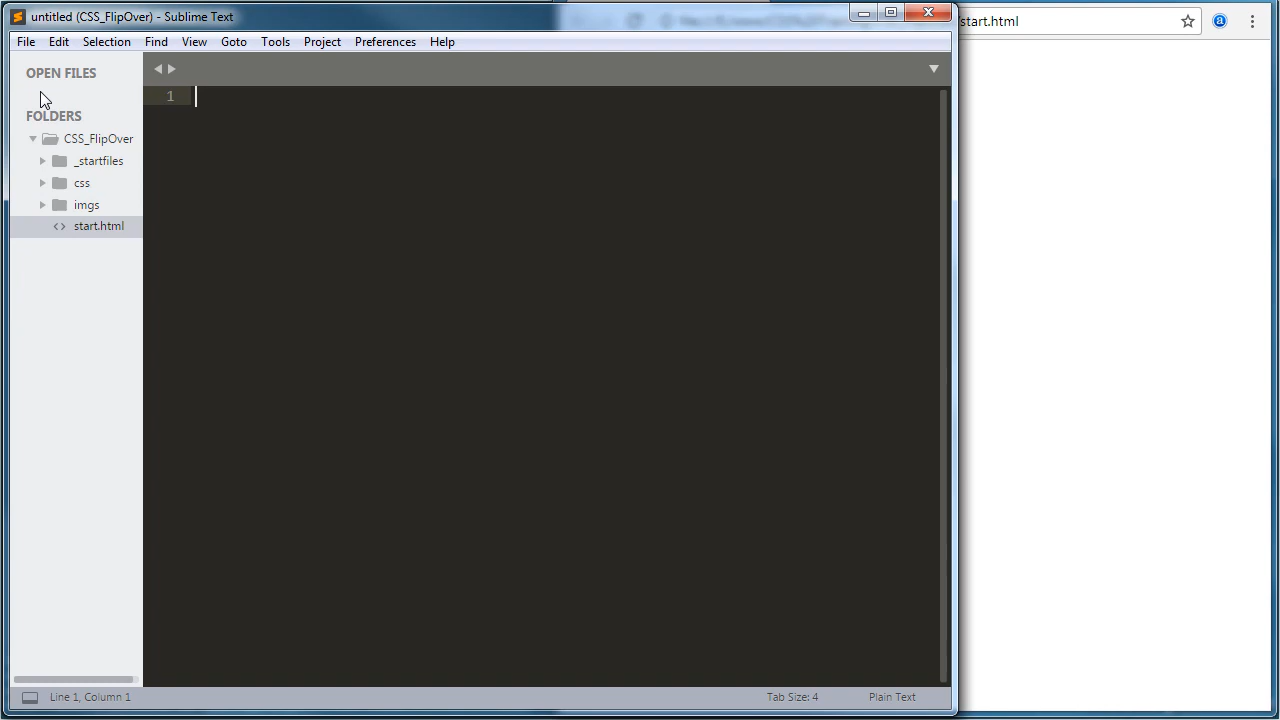 untitled (CSS_FlipOver) - Sublime Text
/start.html
File Edit Selection Find View Goto Tools Project Preferences Help
OPEN FILES
1
FOLDERS
CSS_FlipOver
_startfiles
css
imgs
start.html
Line 1, Column 1
Tab Size: 4
Plain Text